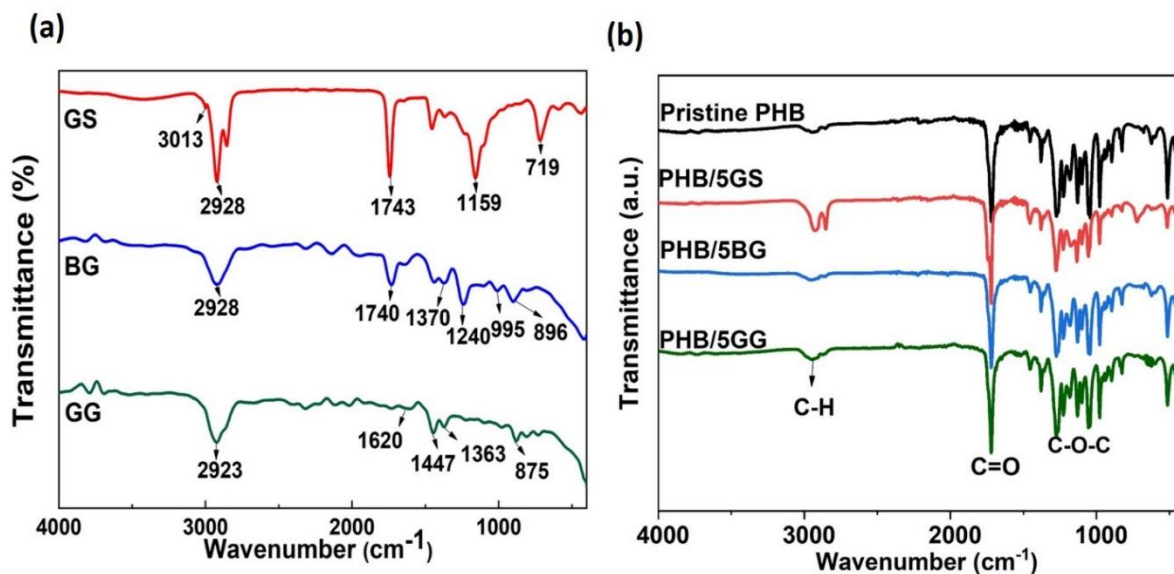 (a)
GS
3013
2928
1743
1159
719
BG
2928
1740
1370
1240
995
896
GG
2923
1620
1447
1363
875
Transmittance (%)
4000
3000
2000
1000
Wavenumber (cm-1)
(b)
Pristine PHB
PHB/5GS
PHB/5BG
PHB/5GG
C-H
C=O
C-O-C
Transmittance (a.u.)
4000
3000
2000
1000
Wavenumber (cm-1)